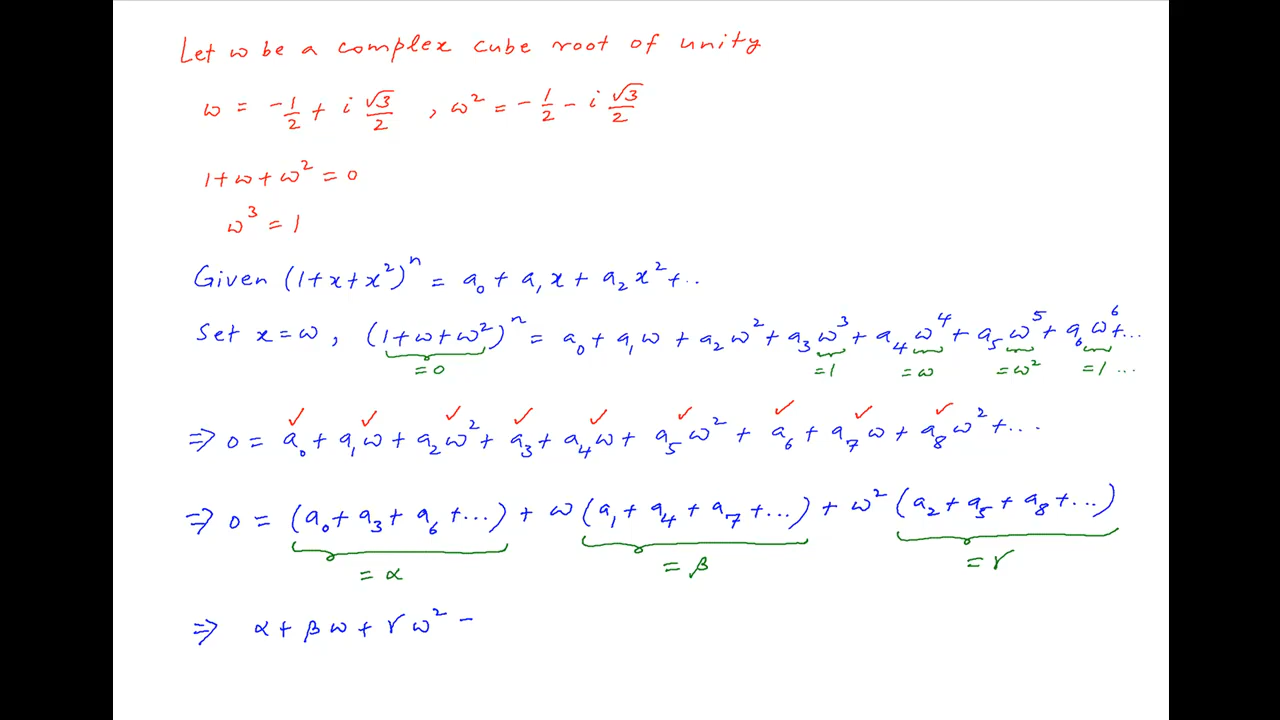 Let ω be a complex cube root of unity
ω = -1/2 + i √3/2 , ω² = -1/2 - i √3/2
1+ω+ω² = 0
ω³ = 1
Given (1+x+x²)ⁿ = a₀ + a₁x + a₂x² + ..
Set x=ω, (1+ω+ω²)ⁿ = a₀ + a₁ω + a₂ω² + a₃ω³ + a₄ω⁴ + a₅ω⁵ + a₆ω⁶ + ...
=0 =1 =ω =ω² =1 ...
⇒ 0 = a₀ + a₁ω + a₂ω² + a₃ + a₄ω + a₅ω² + a₆ + a₇ω + a₈ω² + ...
⇒ 0 = (a₀ + a₃ + a₆ + ...) + ω (a₁ + a₄ + a₇ + ...) + ω² (a₂ + a₅ + a₈ + ...)
= α = β = γ
⇒ α + βω + γω² -